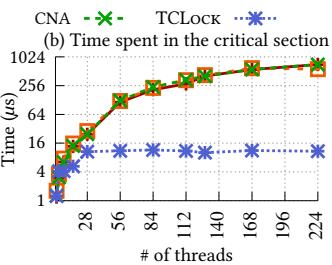 CNA TCLOCK
(b) Time spent in the critical section
Time (µs)
1024
256
64
16
4
1
28 56 84 112 140 168 196 224
# of threads